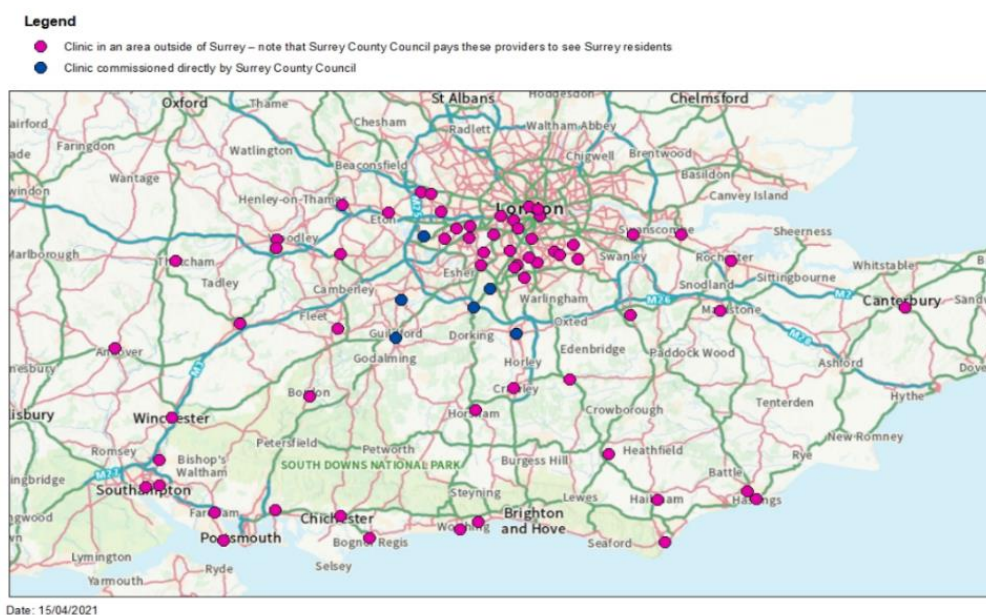 Legend
Clinic in an area outside of Surrey – note that Surrey County Council pays these providers to see Surrey residents
Clinic commissioned directly by Surrey County Council
Oxford
Thame
St Albans
Hoddesdon
Chelmsford
Chesham
Radlett
Waltham Abbey
Faringdon
Watlington
Beaconsfield
Chigwell
Brentwood
Wantage
Basildon
Canvey Island
Henley-on-Tham
Eton
M25
London
Swanscombe
Sheerness
Marlborough
Swanley
Rochester
Sittingbourne
Whitstable
Tadley
Esher
Snodland
Camberley
Warlingham
M26
Canterbury
Fleet
Guildford
Dorking
Oxted
Maidstone
Andover
Godalming
Horley
Edenbridge
Paddock Wood
Ashford
M3
Crawley
Hythe
Winchester
Horsham
Crowborough
Tenterden
Petersfield
Petworth
New Romney
Romsey
Bishop's
Waltham
SOUTH DOWNS NATIONAL PARK
Burgess Hill
Heathfield
Rye
M27
Battle
Southampton
Steyning
Lewes
Hailsham
Hastings
Fareham
Chichester
Worthing
Brighton
and Hove
Portsmouth
Bognor Regis
Seaford
Lymington
Ryde
Selsey
Yarmouth
Date: 15/04/2021